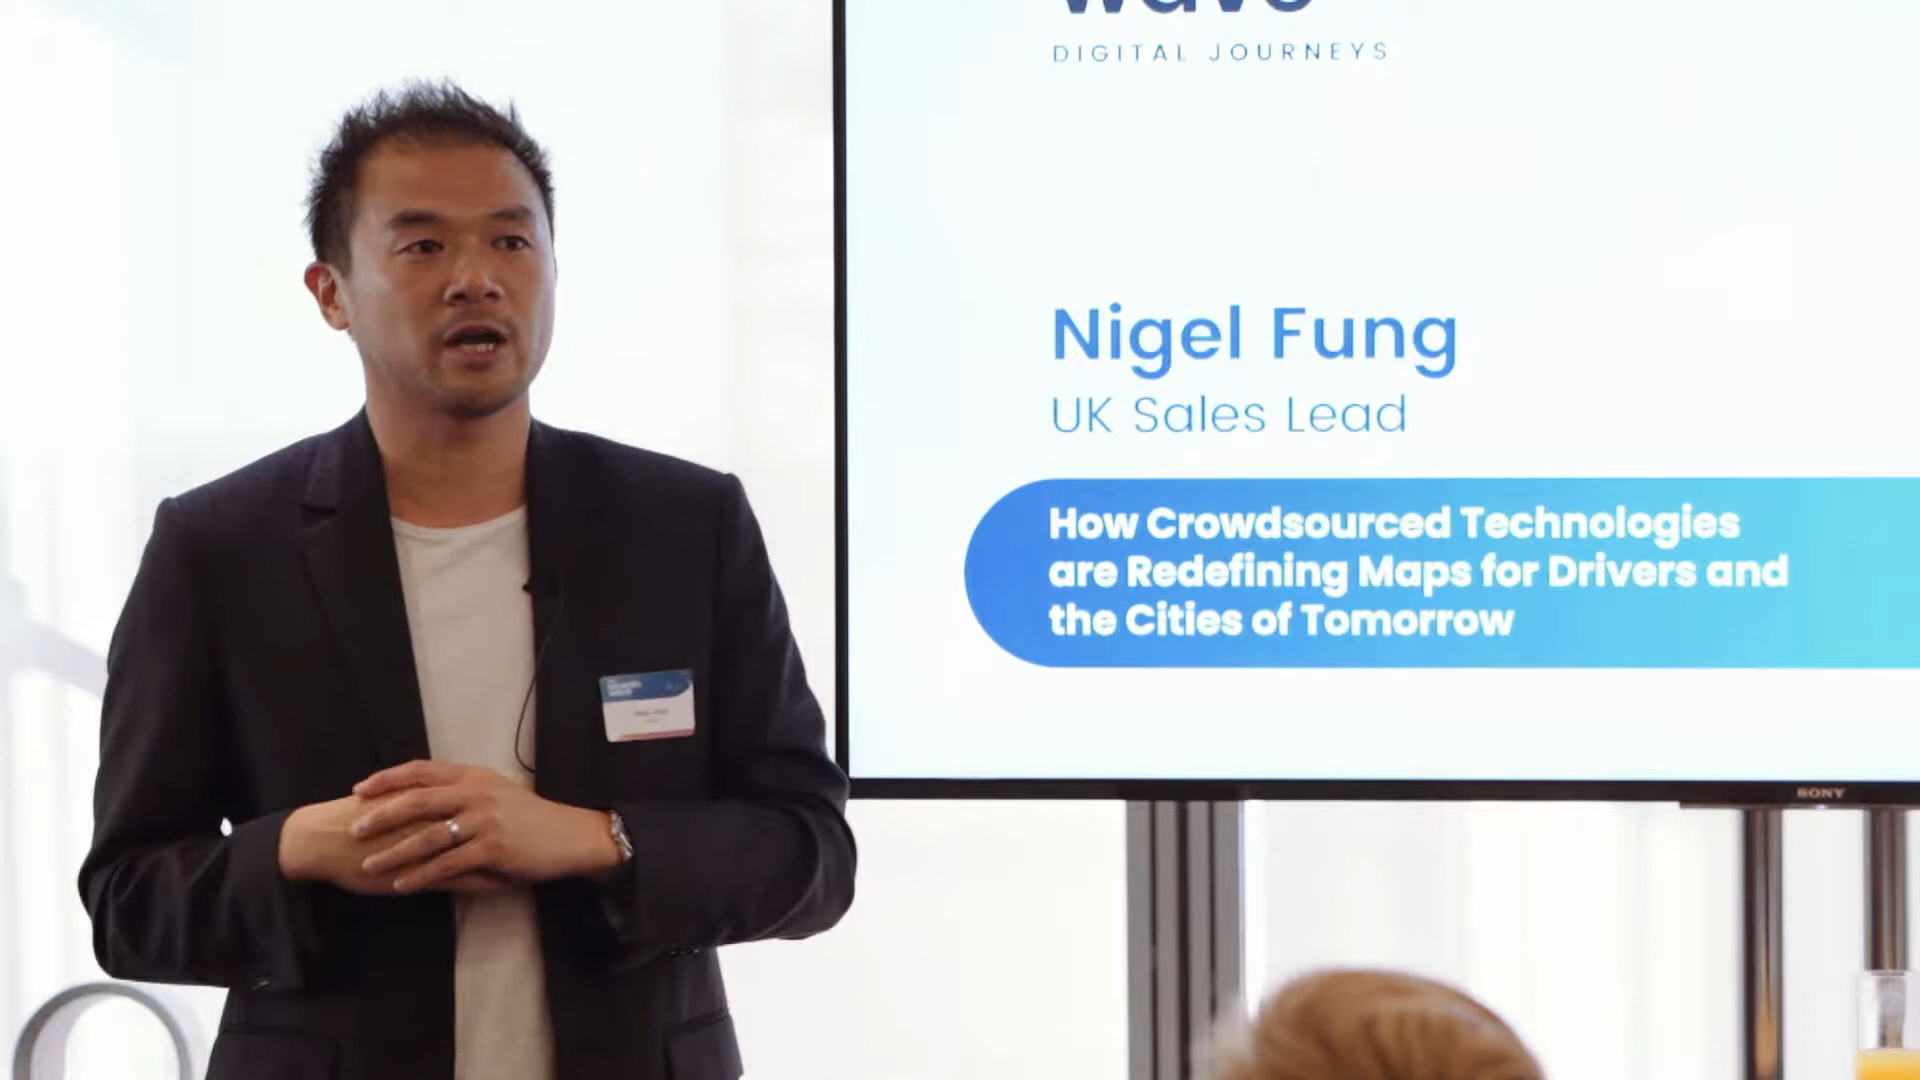 wave
DIGITAL JOURNEYS
Nigel Fung
UK Sales Lead
How Crowdsourced Technologies
are Redefining Maps for Drivers and
the Cities of Tomorrow
SONY